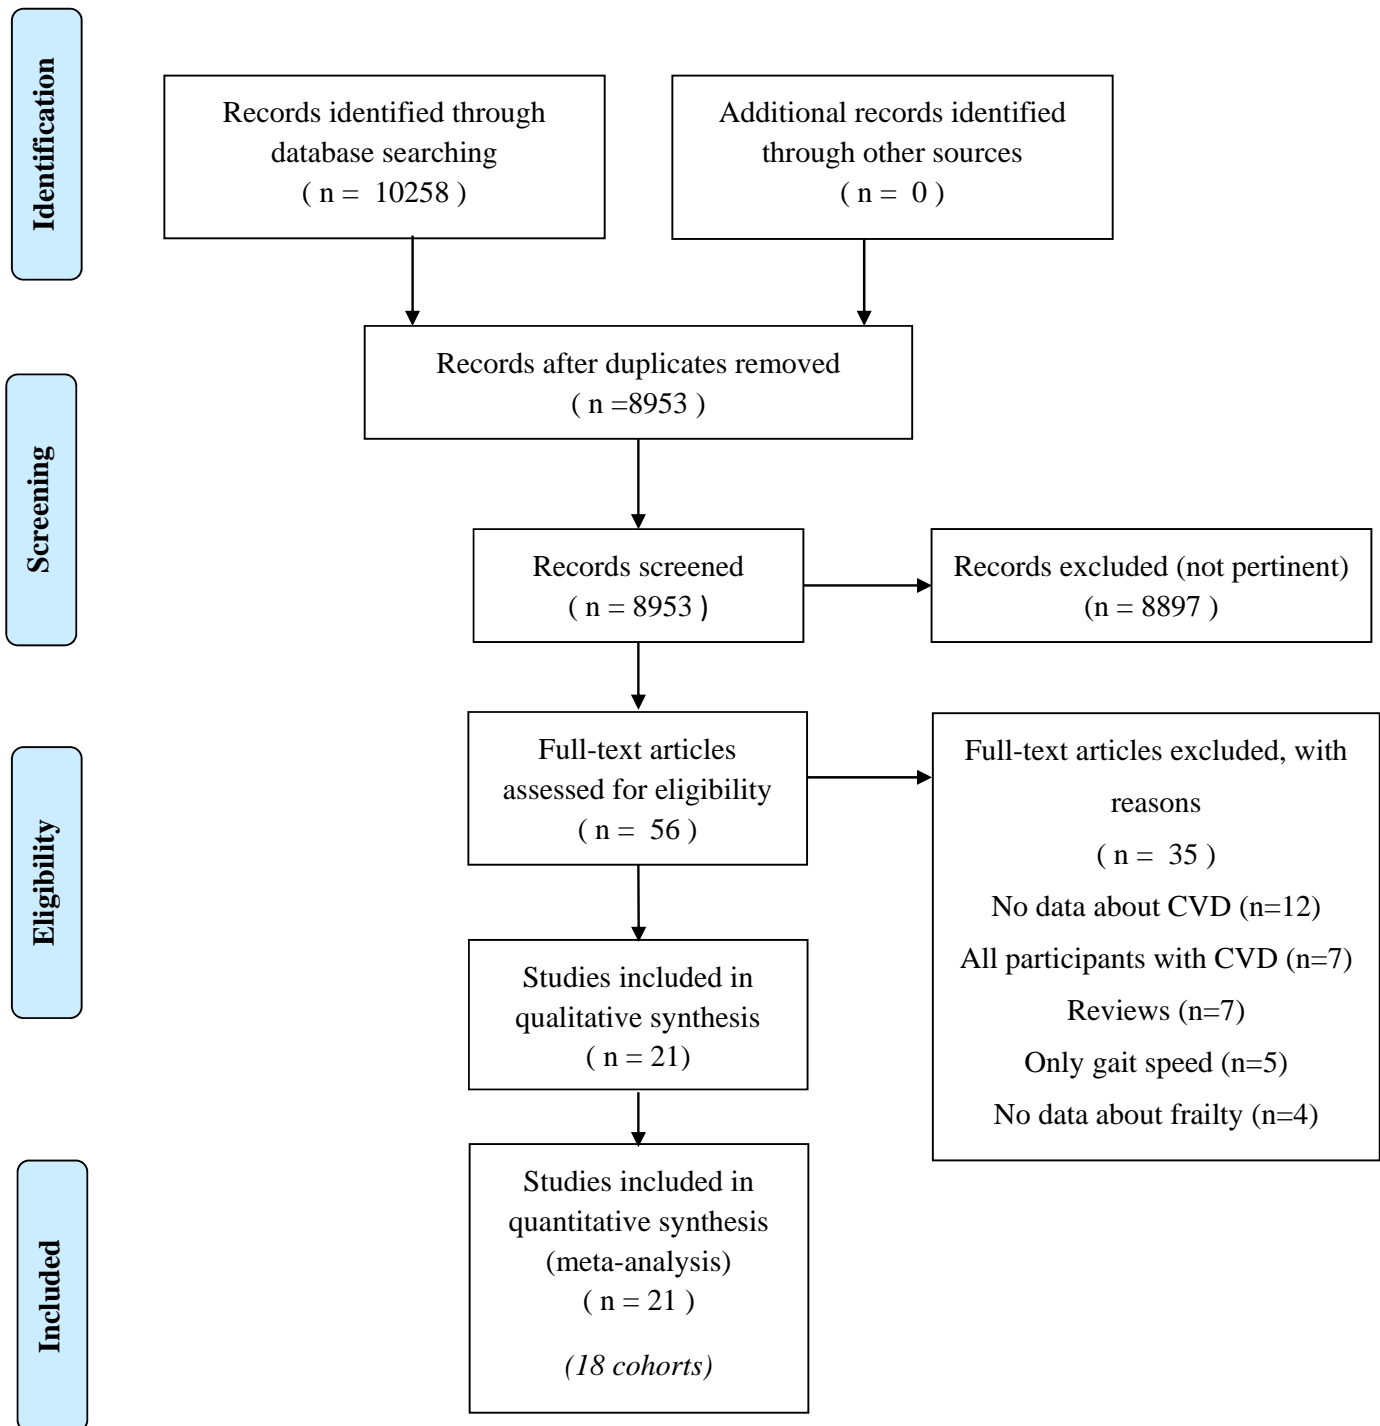 Identification
Records identified through
database searching
( n =  10258 )
Additional records identified
through other sources
( n =  0 )
Records after duplicates removed
( n =8953 )
Screening
Records screened
( n = 8953 )
Records excluded (not pertinent)
(n = 8897 )
Eligibility
Full-text articles
assessed for eligibility
( n =  56 )
Full-text articles excluded, with
reasons
( n =  35 )
No data about CVD (n=12)
All participants with CVD (n=7)
Reviews (n=7)
Only gait speed (n=5)
No data about frailty (n=4)
Studies included in
qualitative synthesis
( n = 21)
Included
Studies included in
quantitative synthesis
(meta-analysis)
( n = 21 )
(18 cohorts)